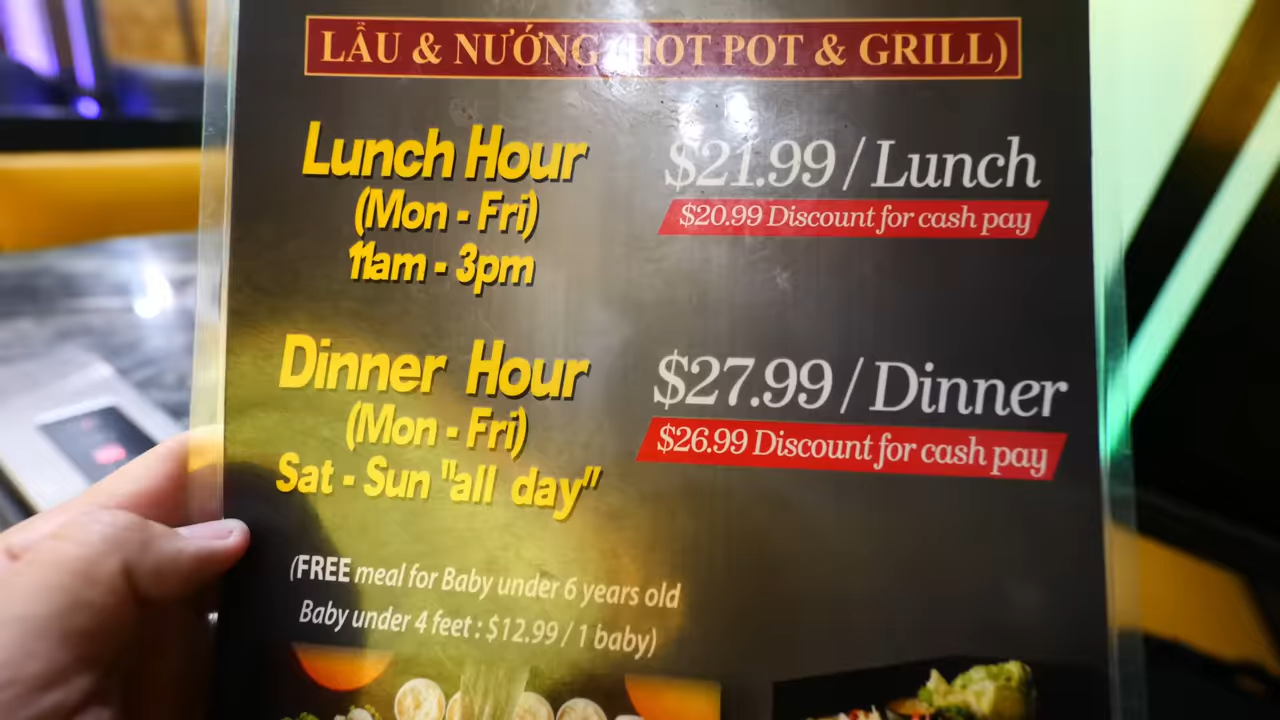 LẨU & NƯỚNG (HOT POT & GRILL)
Lunch Hour
(Mon - Fri)
11am - 3pm
$21.99 / Lunch
$20.99 Discount for cash pay
Dinner Hour
(Mon - Fri)
Sat - Sun "all day"
$27.99 / Dinner
$26.99 Discount for cash pay
(FREE meal for Baby under 6 years old
Baby under 4 feet : $12.99 / 1 baby)